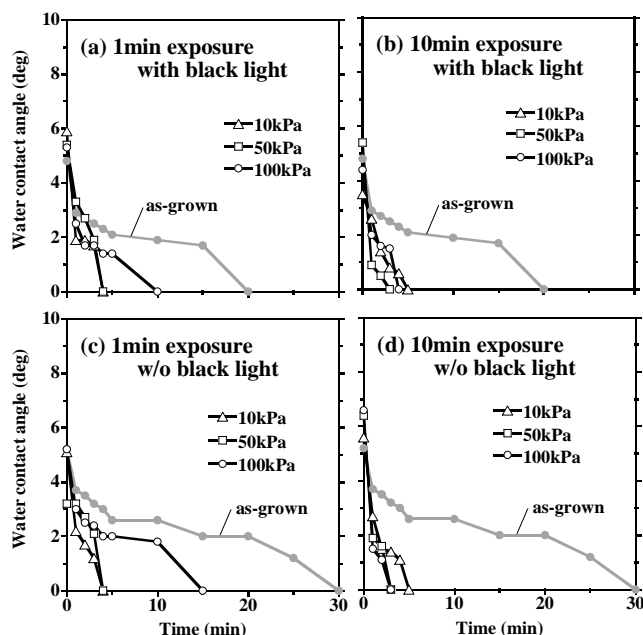 (a) 1min exposure
with black light
10kPa
50kPa
100kPa
as-grown
Water contact angle (deg)
10
8
6
4
2
0
(b) 10min exposure
with black light
10kPa
50kPa
100kPa
as-grown
(c) 1min exposure
w/o black light
10kPa
50kPa
100kPa
as-grown
Water contact angle (deg)
10
8
6
4
2
0
0
10
20
30
Time (min)
(d) 10min exposure
w/o black light
10kPa
50kPa
100kPa
as-grown
0
10
20
30
Time (min)